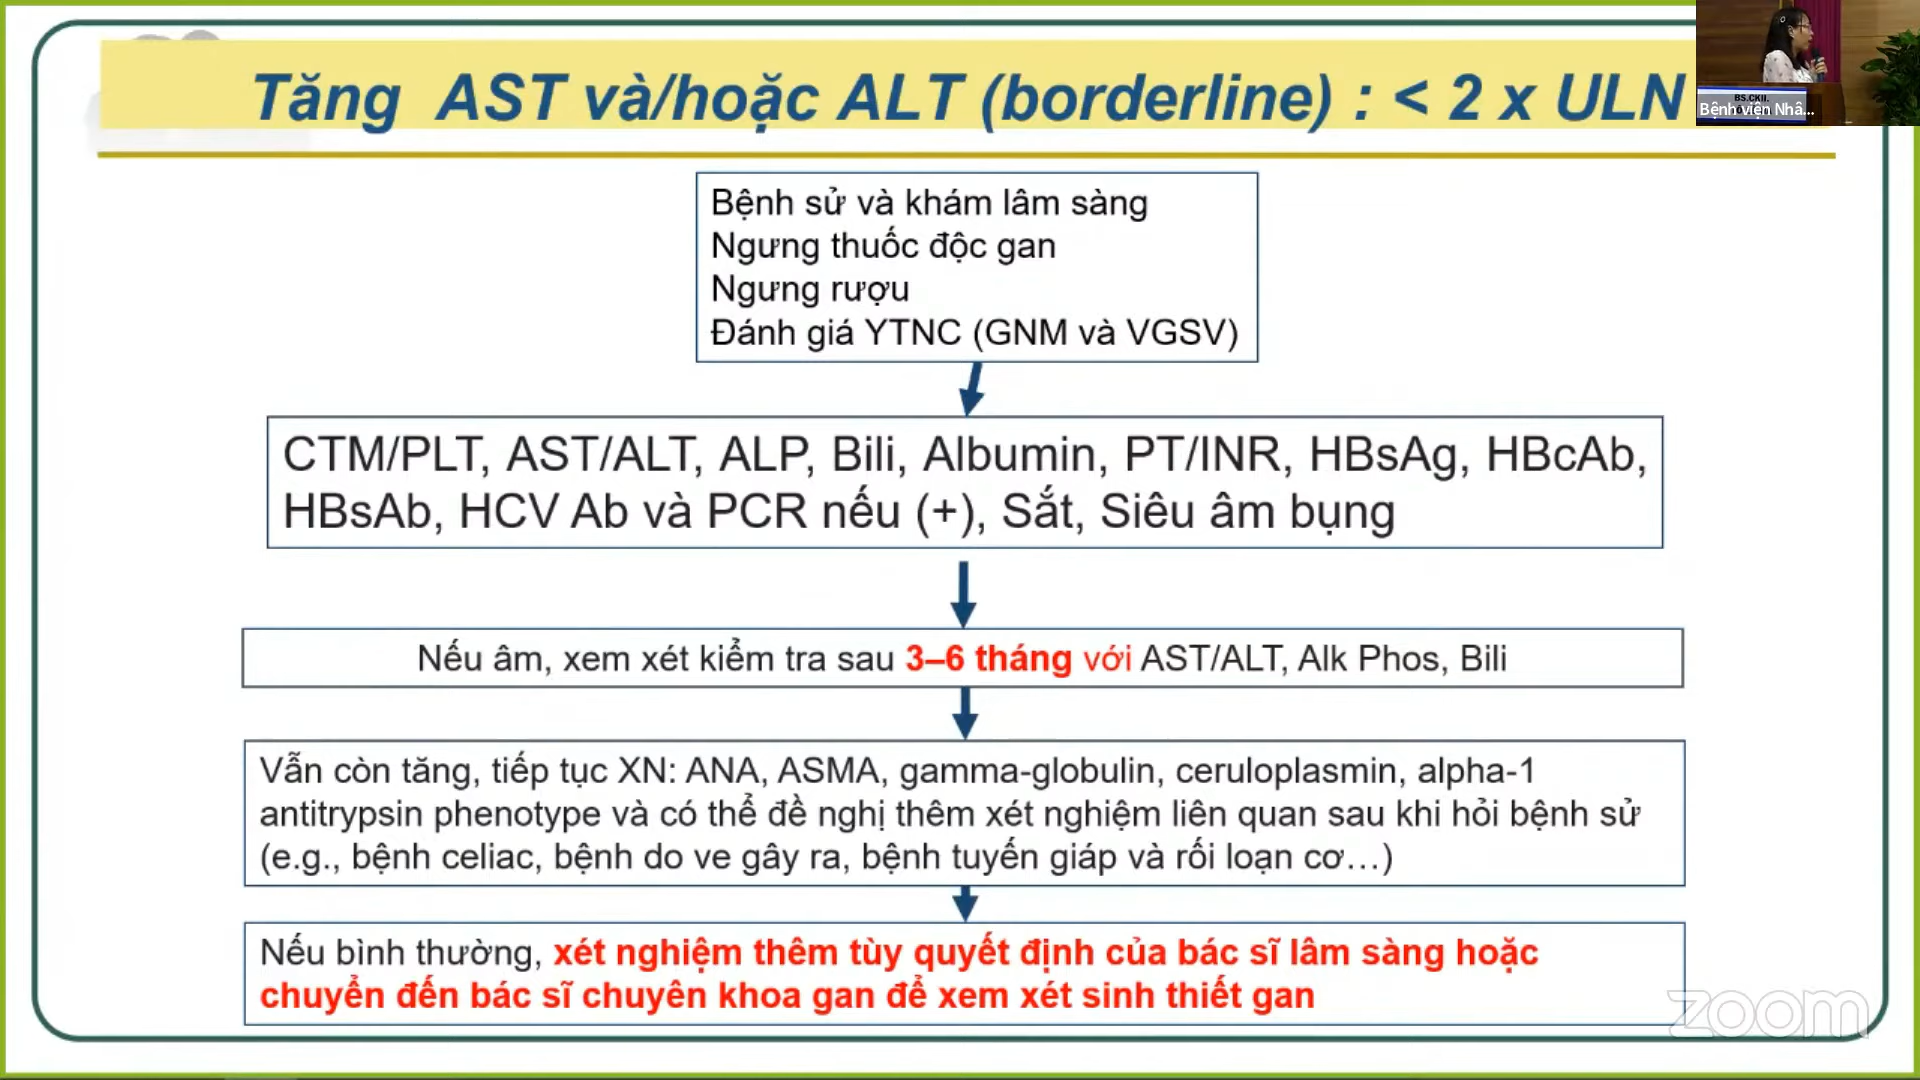 Tăng AST và/hoặc ALT (borderline) : < 2 x ULN
BS.CKII.
Bệnh viện Nhâ...
Bệnh sử và khám lâm sàng
Ngưng thuốc độc gan
Ngưng rượu
Đánh giá YTNC (GNM và VGSV)
CTM/PLT, AST/ALT, ALP, Bili, Albumin, PT/INR, HBsAg, HBcAb,
HBsAb, HCV Ab và PCR nếu (+), Sắt, Siêu âm bụng
Nếu âm, xem xét kiểm tra sau 3–6 tháng với AST/ALT, Alk Phos, Bili
Vẫn còn tăng, tiếp tục XN: ANA, ASMA, gamma-globulin, ceruloplasmin, alpha-1
antitrypsin phenotype và có thể đề nghị thêm xét nghiệm liên quan sau khi hỏi bệnh sử
(e.g., bệnh celiac, bệnh do ve gây ra, bệnh tuyến giáp và rối loạn cơ…)
Nếu bình thường, xét nghiệm thêm tùy quyết định của bác sĩ lâm sàng hoặc
chuyển đến bác sĩ chuyên khoa gan để xem xét sinh thiết gan
zoom